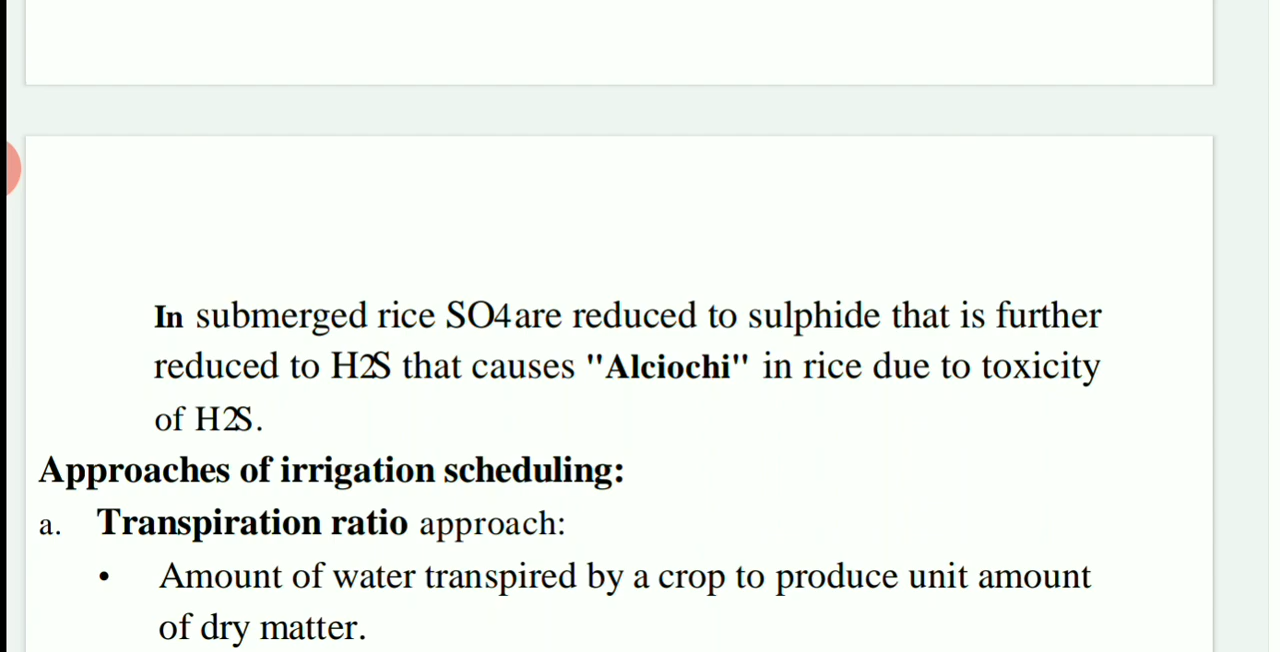 In submerged rice SO4are reduced to sulphide that is further
reduced to H2S that causes "Alciochi" in rice due to toxicity
of H2S.
Approaches of irrigation scheduling:
a. Transpiration ratio approach:
• Amount of water transpired by a crop to produce unit amount
of dry matter.